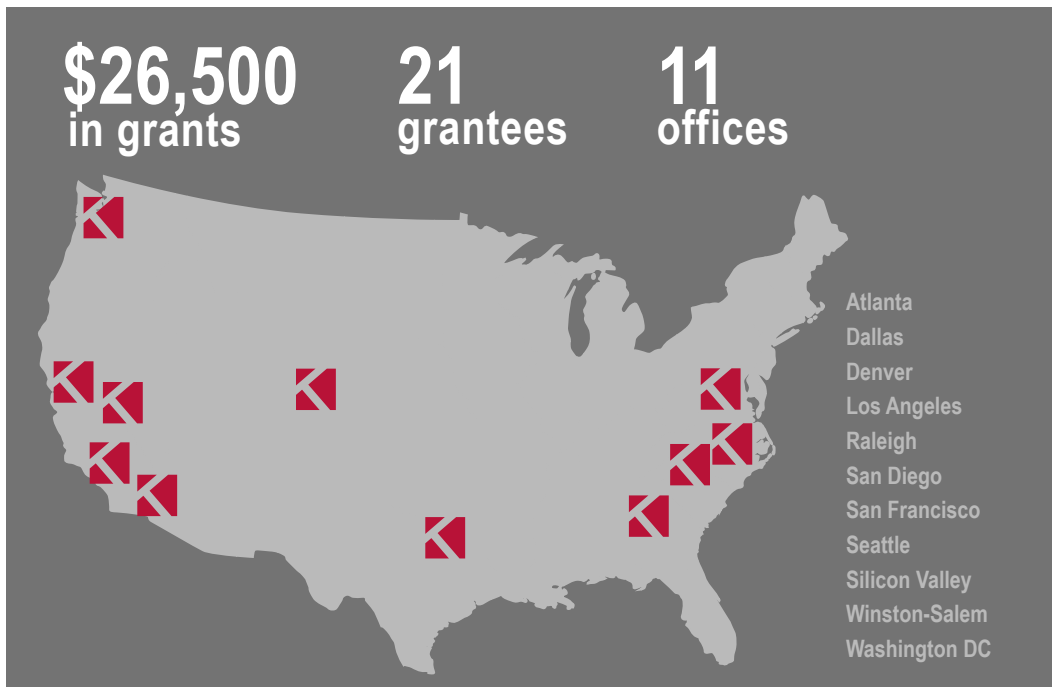 $26,500
in grants
21
grantees
11
offices
Atlanta
Dallas
Denver
Los Angeles
Raleigh
San Diego
San Francisco
Seattle
Silicon Valley
Winston-Salem
Washington DC